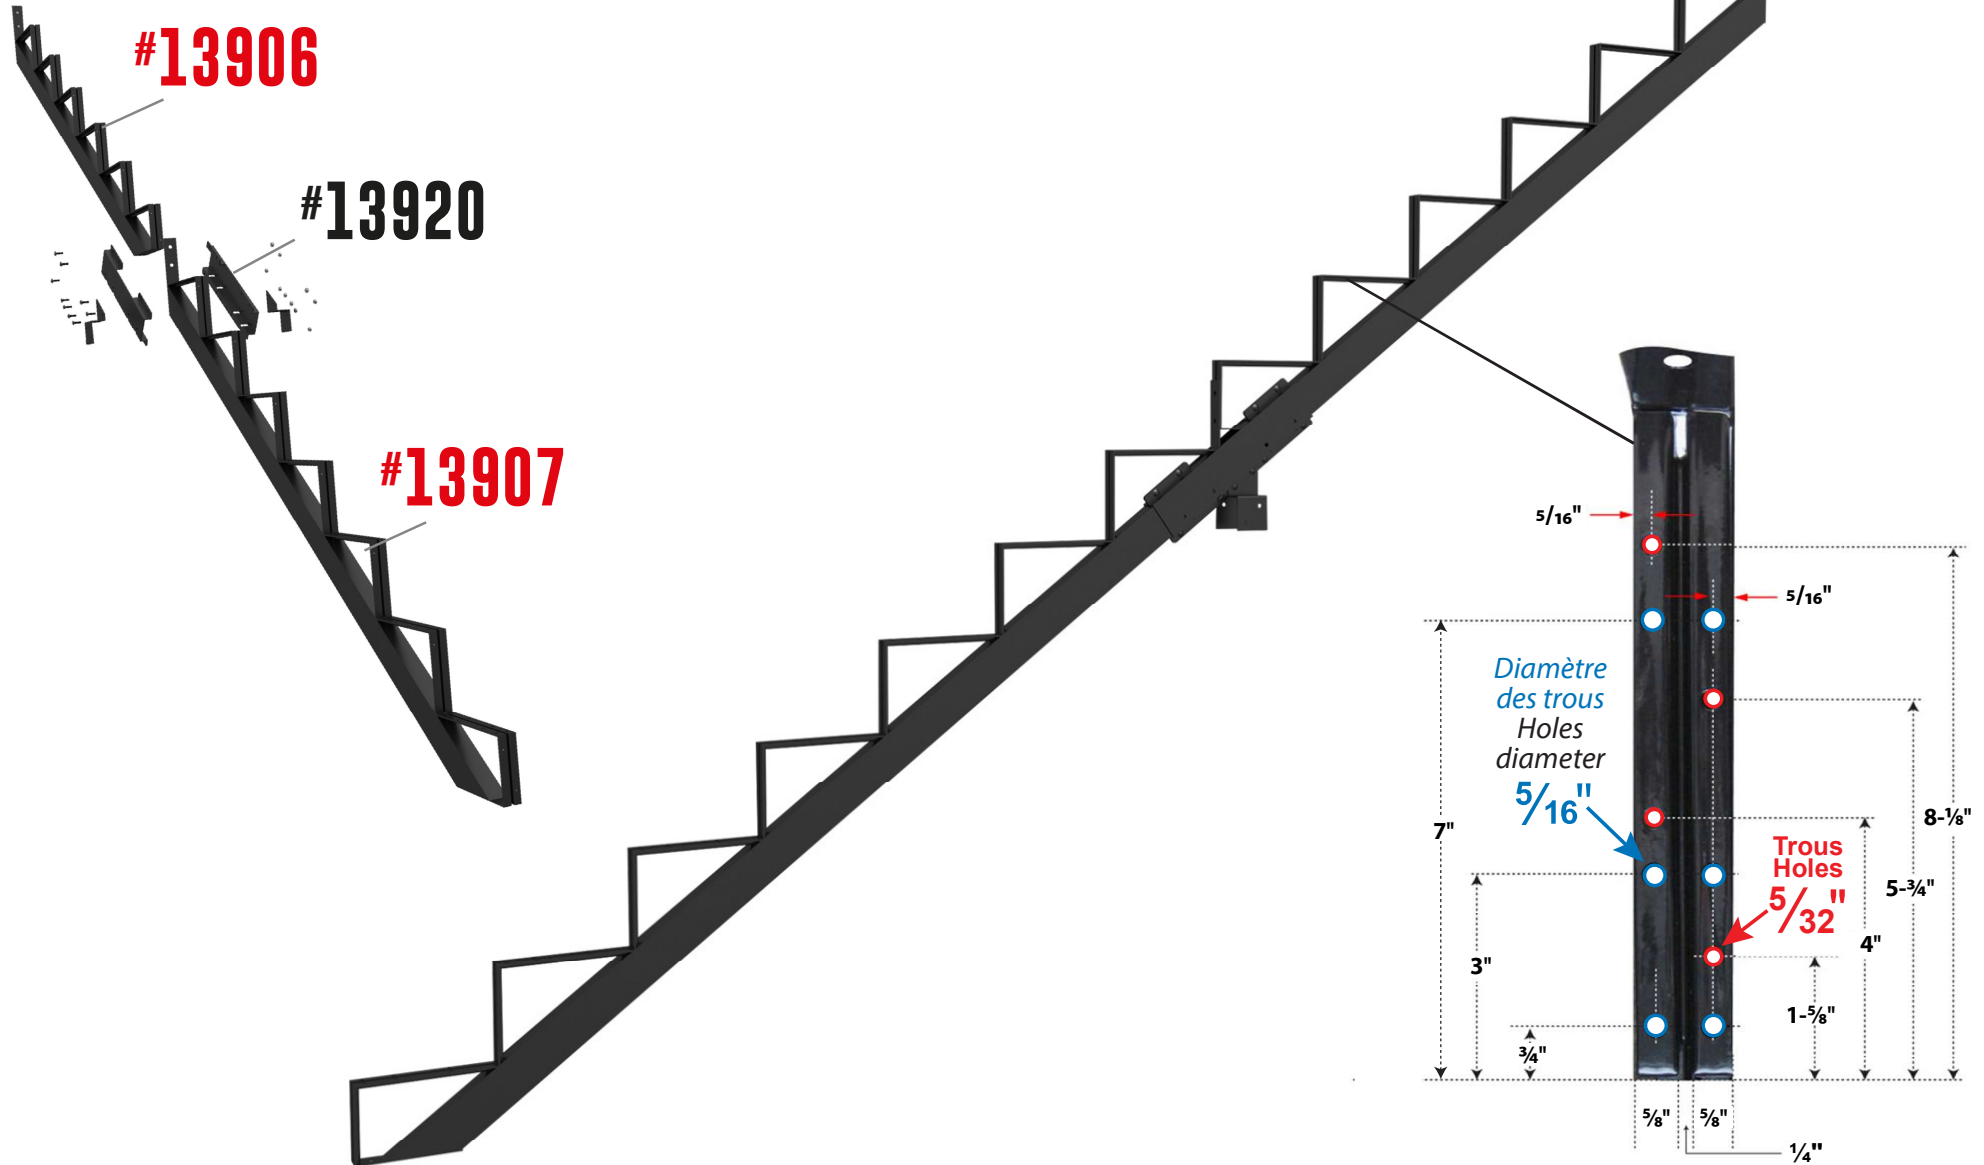 #13906
#13920
#13907
5/16"
5/16"
Diamètre
des trous
Holes
diameter
5/16"
7"
8-1/8"
Trous
Holes
5/32"
5-3/4"
4"
3"
1-5/8"
3/4"
5/8" 5/8"
1/4"